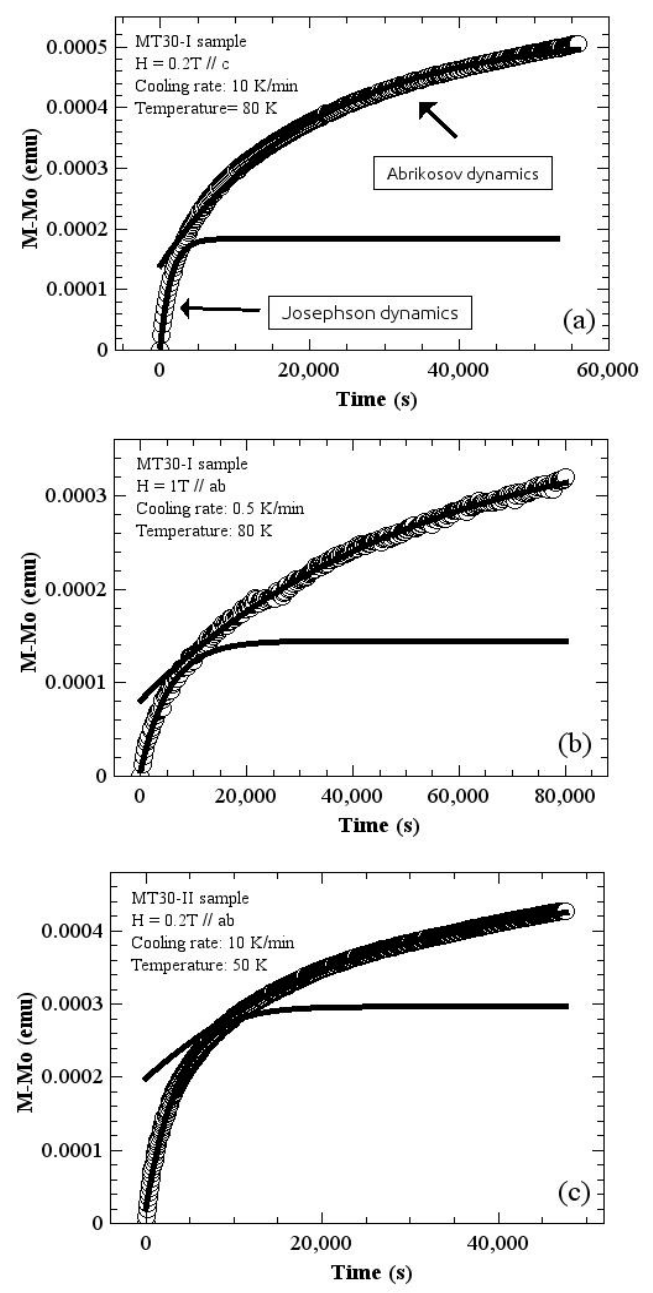 0.0005
0.0004
0.0003
0.0002
0.0001
0
M-Mo (emu)
MT30-I sample
H = 0.2T // c
Cooling rate: 10 K/min
Temperature= 80 K
Abrikosov dynamics
Josephson dynamics
(a)
0 20,000 40,000 60,000
Time (s)
0.0003
0.0002
0.0001
0
M-Mo (emu)
MT30-I sample
H = 1T // ab
Cooling rate: 0.5 K/min
Temperature: 80 K
(b)
0 20,000 40,000 60,000 80,000
Time (s)
0.0004
0.0003
0.0002
0.0001
0
M-Mo (emu)
MT30-II sample
H = 0.2T // ab
Cooling rate: 10 K/min
Temperature: 50 K
(c)
0 20,000 40,000
Time (s)